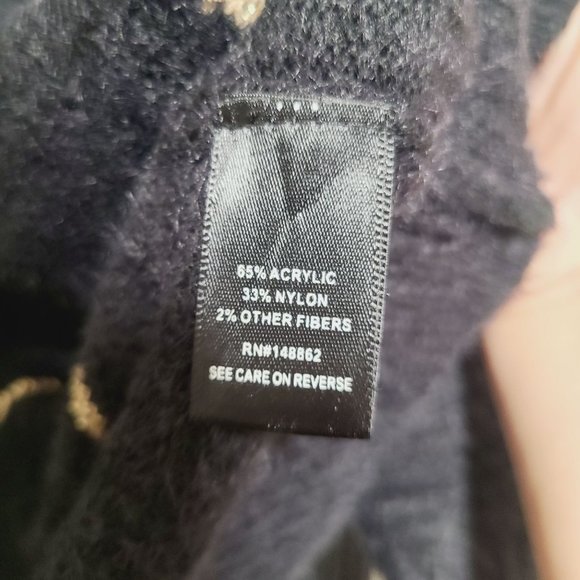 65% ACRYLIC
33% NYLON
2% OTHER FIBERS
RN#148862
SEE CARE ON REVERSE